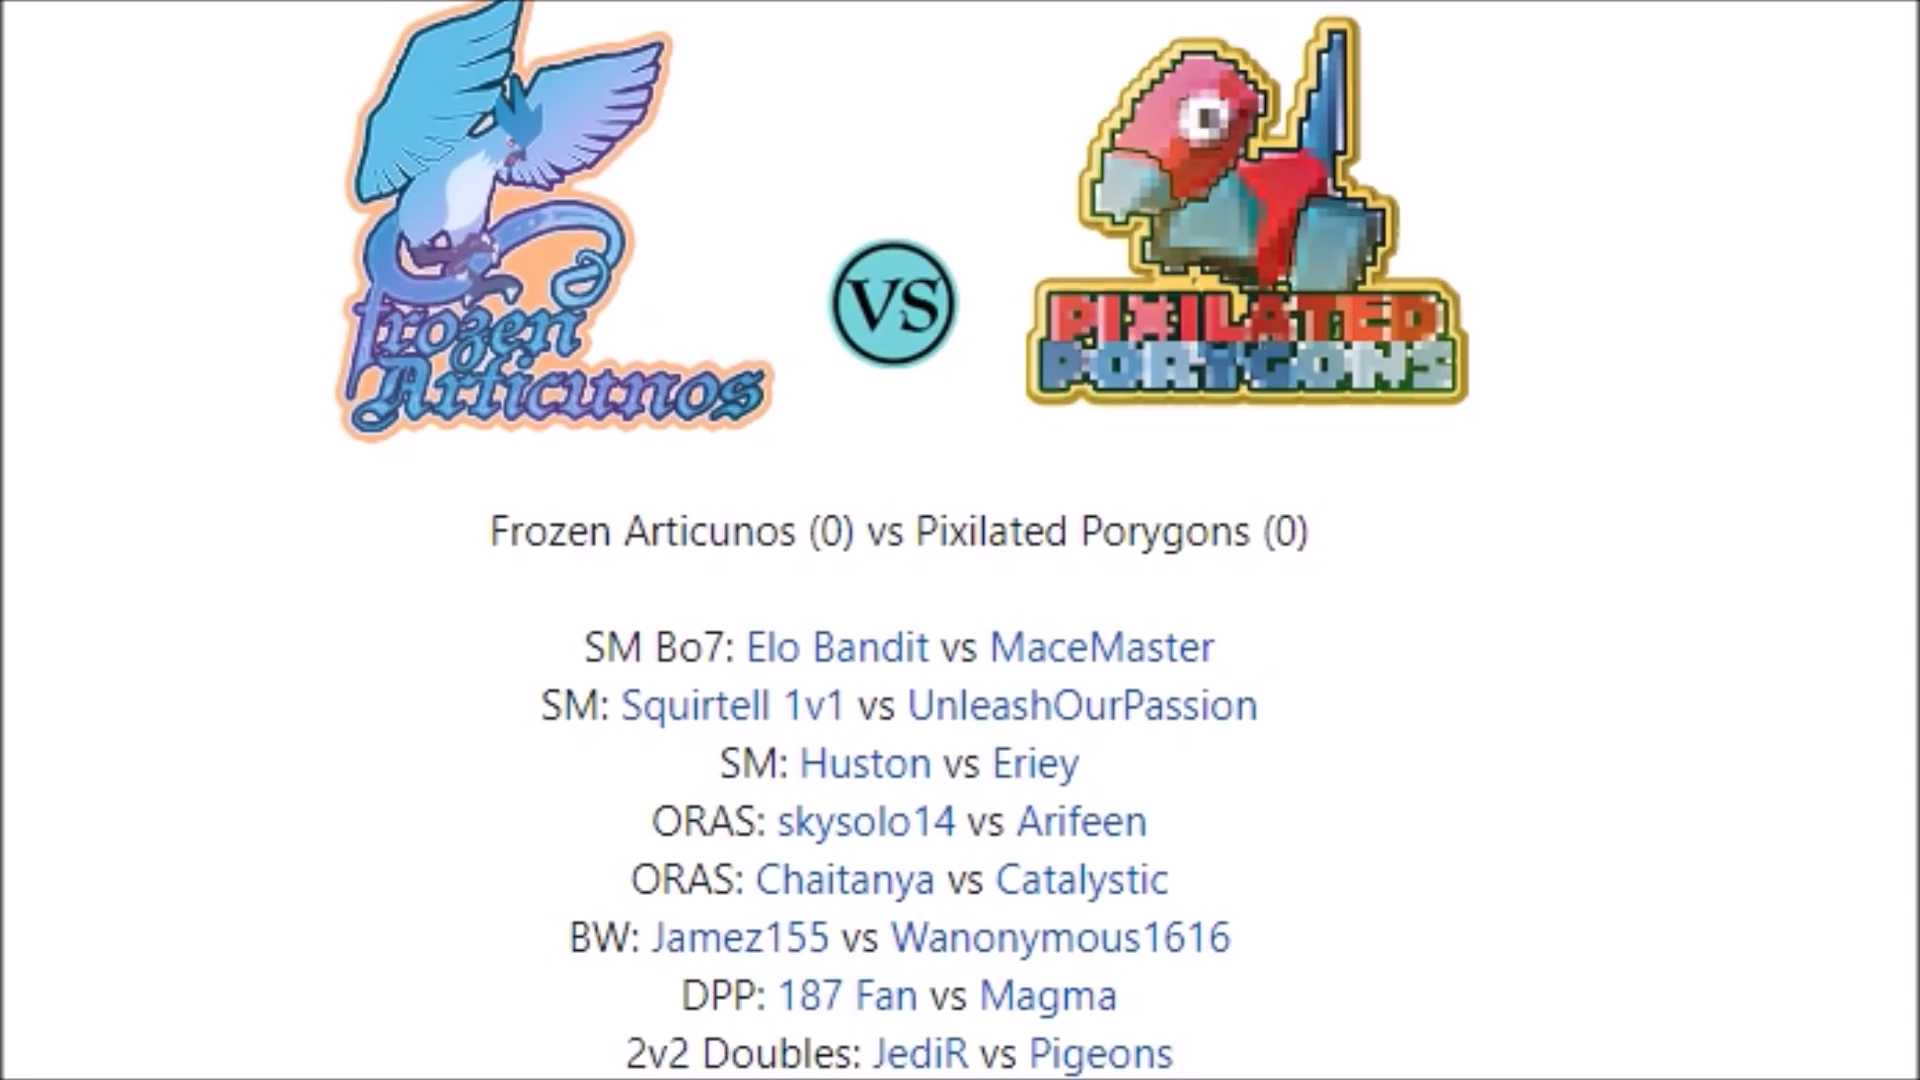 Frozen
Articunos
VS
PIXILATED
PORYGONS
Frozen Articunos (0) vs Pixilated Porygons (0)
SM Bo7: Elo Bandit vs MaceMaster
SM: Squirtell 1v1 vs UnleashOurPassion
SM: Huston vs Eriey
ORAS: skysolo14 vs Arifeen
ORAS: Chaitanya vs Catalystic
BW: Jamez155 vs Wanonymous1616
DPP: 187 Fan vs Magma
2v2 Doubles: JediR vs Pigeons